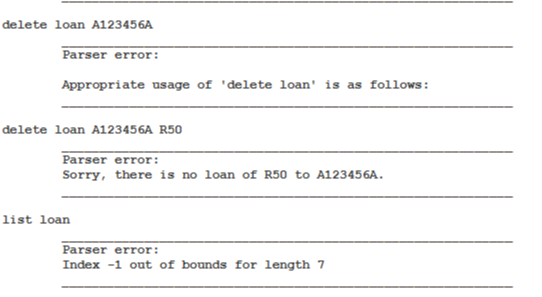 delete loan A123456A
Parser error:
Appropriate usage of 'delete loan' is as follows:
delete loan A123456A R50
Parser error:
Sorry, there is no loan of R50 to A123456A.
list loan
Parser error:
Index -1 out of bounds for length 7